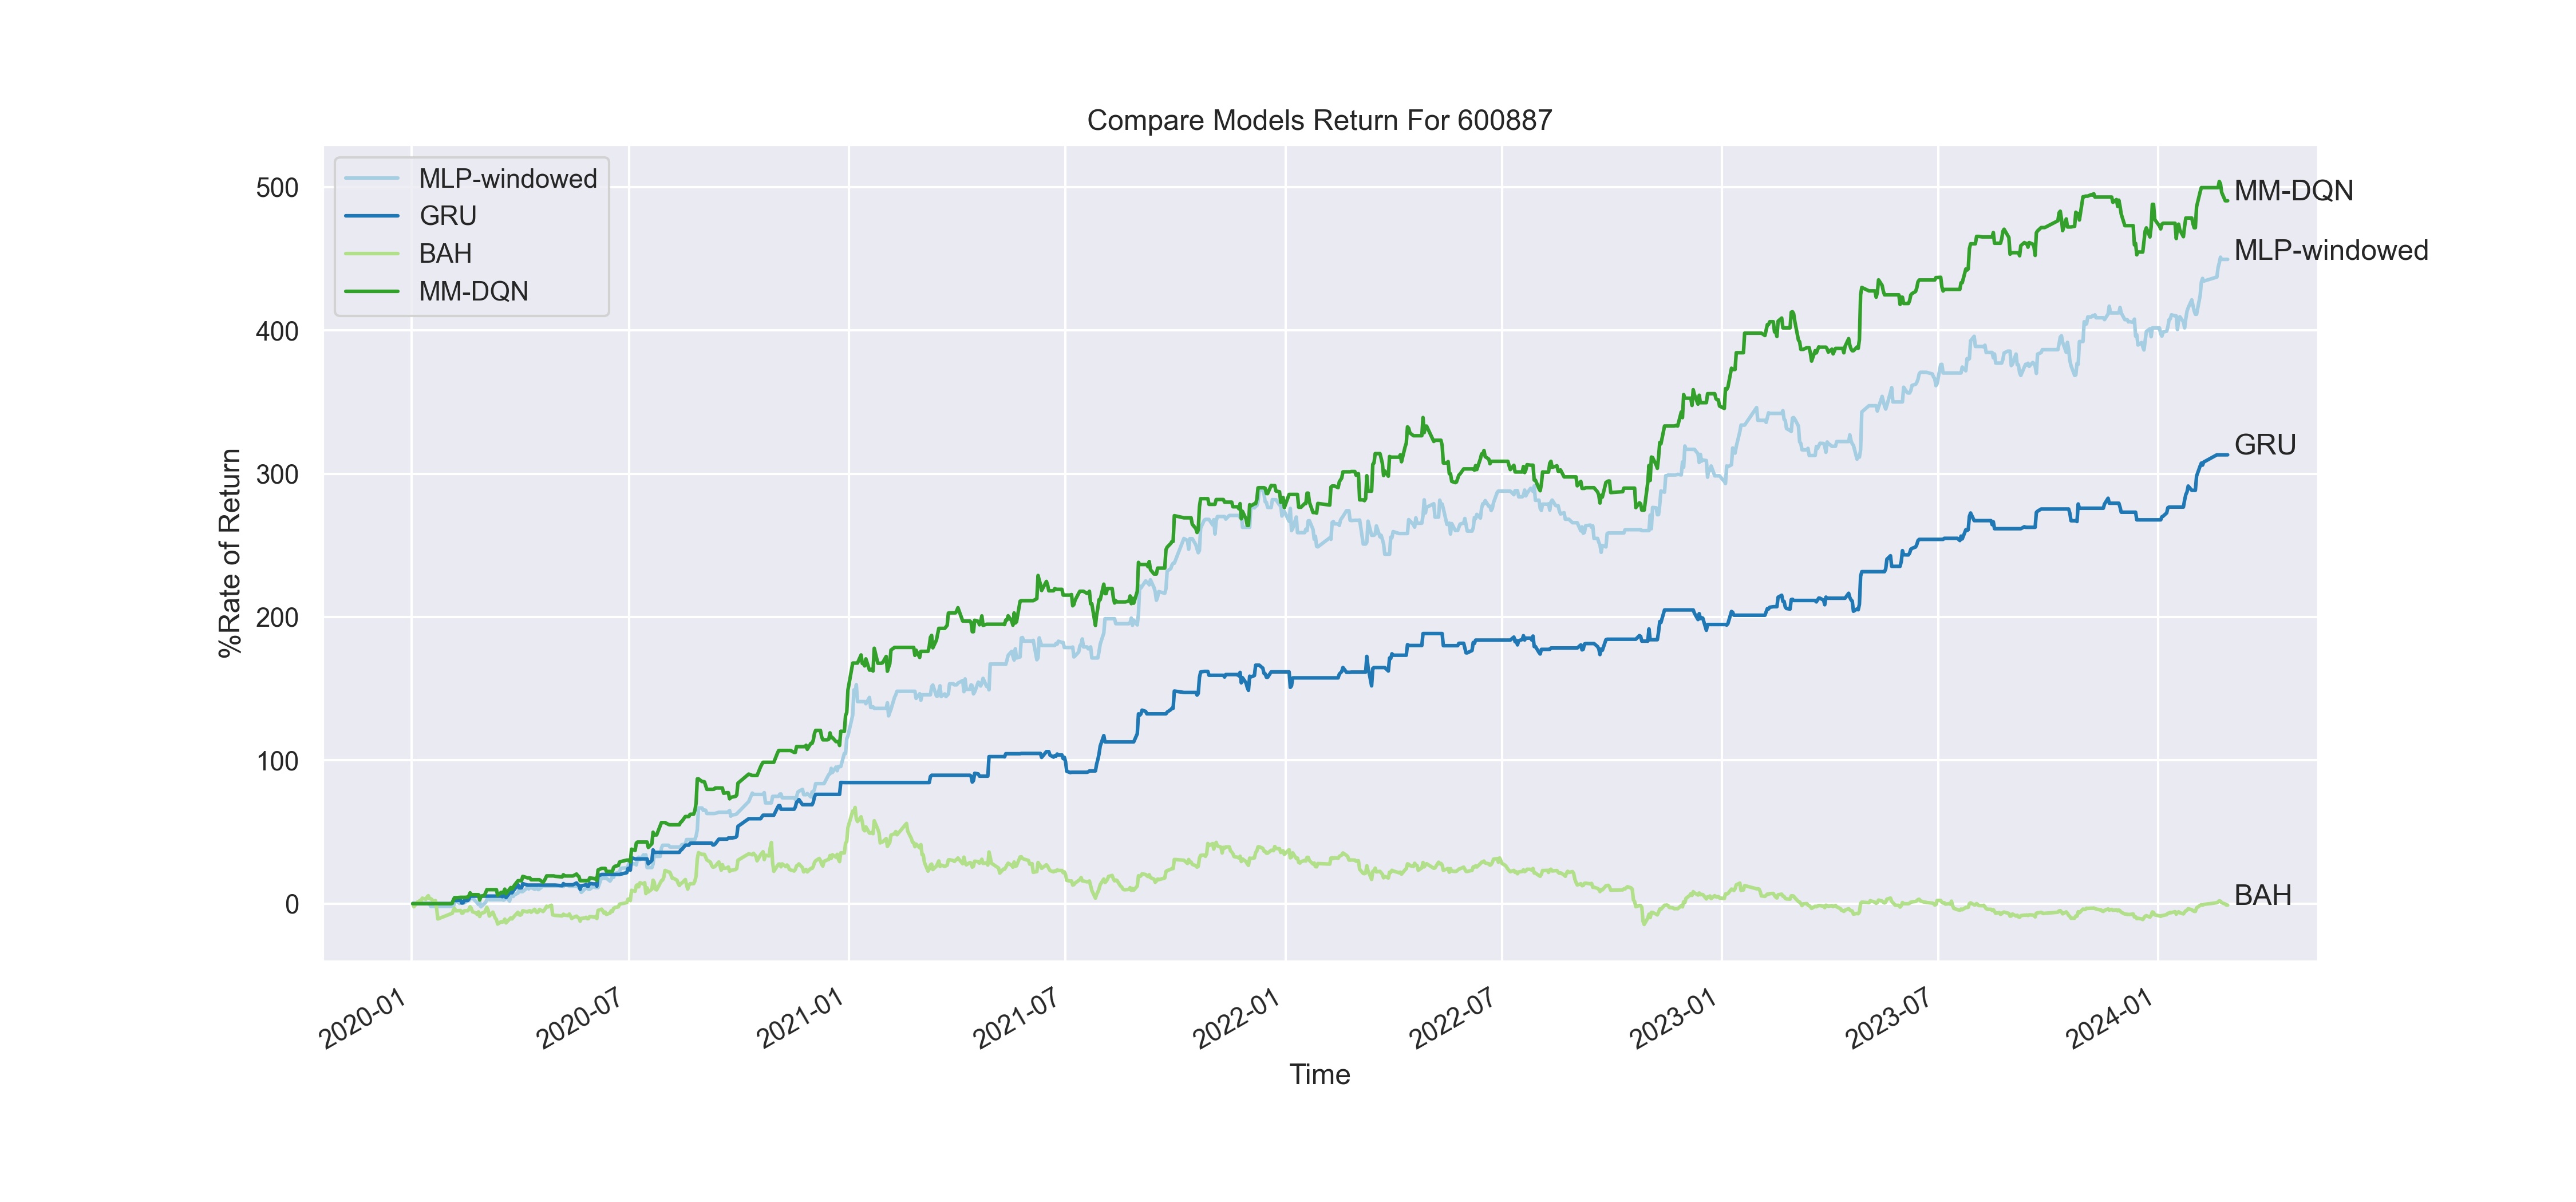 Compare Models Return For 600887
MLP-windowed
GRU
BAH
MM-DQN
%Rate of Return
500
400
300
200
100
0
MM-DQN
MLP-windowed
GRU
BAH
2020-01
2020-07
2021-01
2021-07
2022-01
2022-07
2023-01
2023-07
2024-01
Time